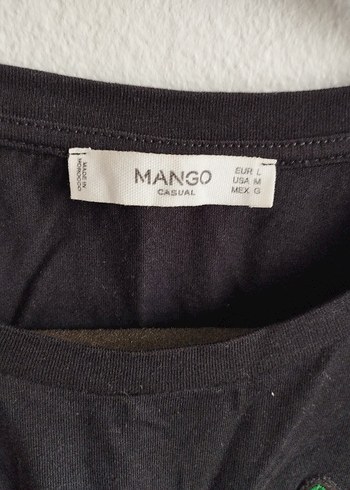 MADE IN
MOROCCO
MANGO
CASUAL
EUR L
USA M
MEX G